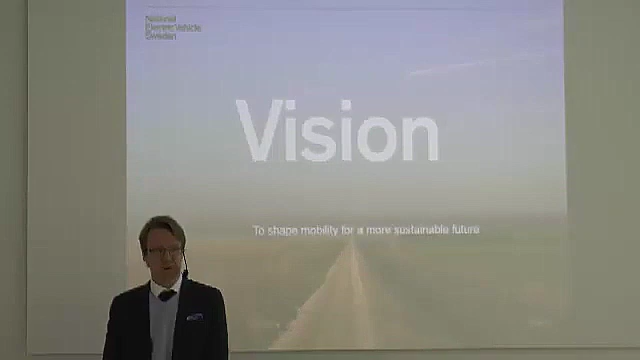 National
Electric Vehicle
Sweden
Vision
To shape mobility for a more sustainable future